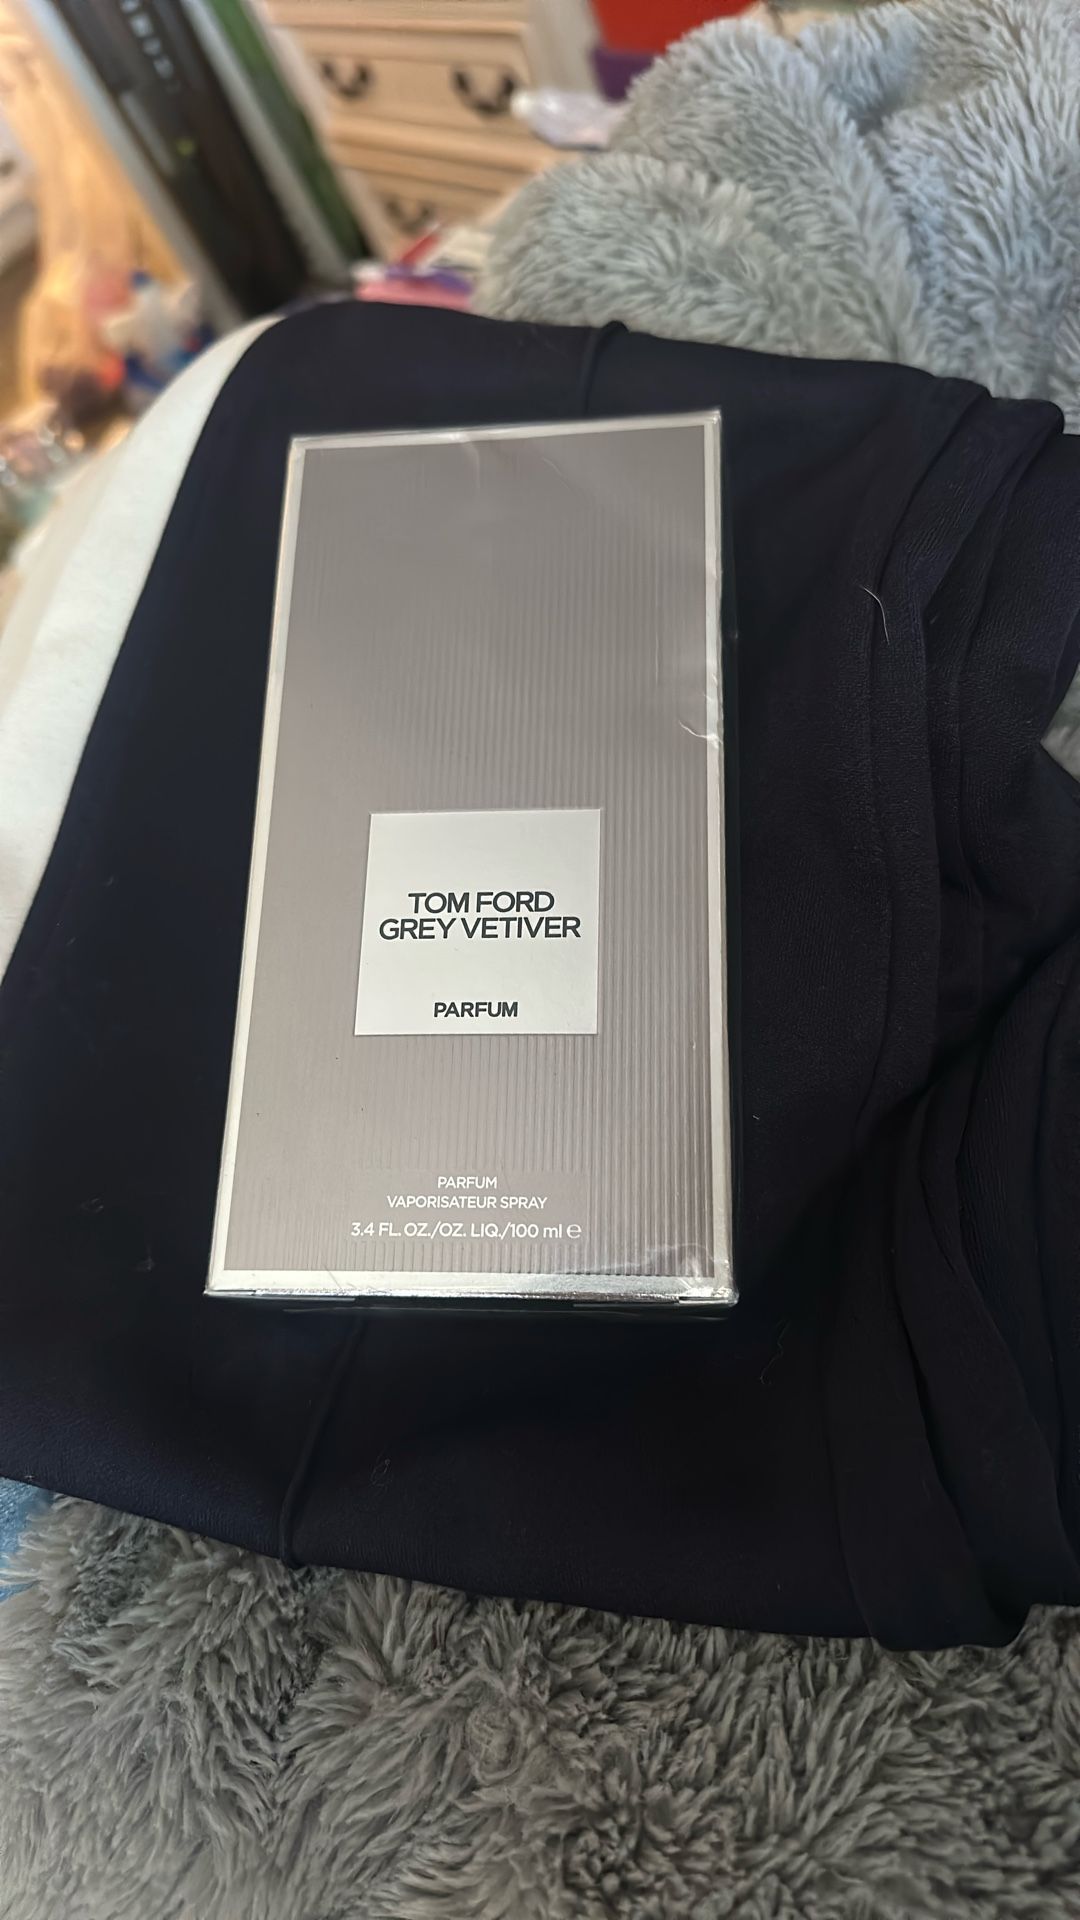 TOM FORD
GREY VETIVER
PARFUM
PARFUM
VAPORISATEUR SPRAY
3.4 FL. OZ./OZ. LIQ./100 ml ℮